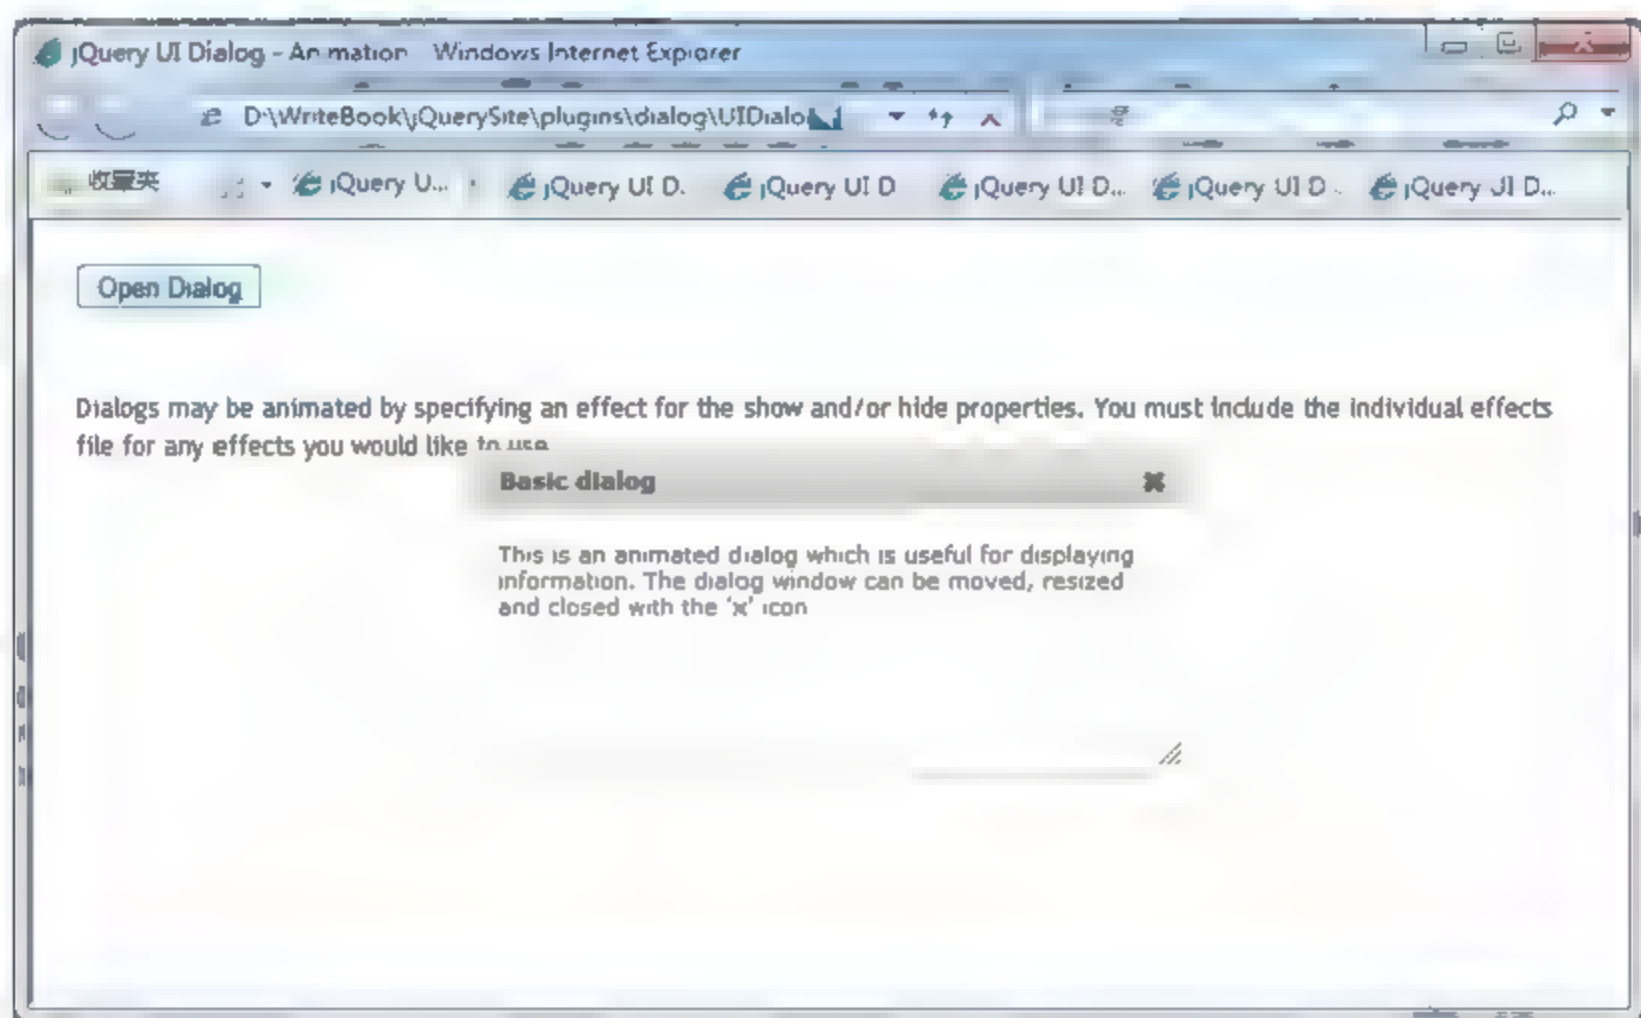 jQuery UI Dialog - Animation Windows Internet Explorer
D:\WriteBook\jQuerySite\plugins\dialog\UIDialo
收藏夹 jQuery U... jQuery UI D. jQuery UI D jQuery UI D... jQuery UI D. jQuery UI D...
Open Dialog
Dialogs may be animated by specifying an effect for the show and/or hide properties. You must include the individual effects
file for any effects you would like to use
Basic dialog
This is an animated dialog which is useful for displaying
information. The dialog window can be moved, resized
and closed with the 'x' icon